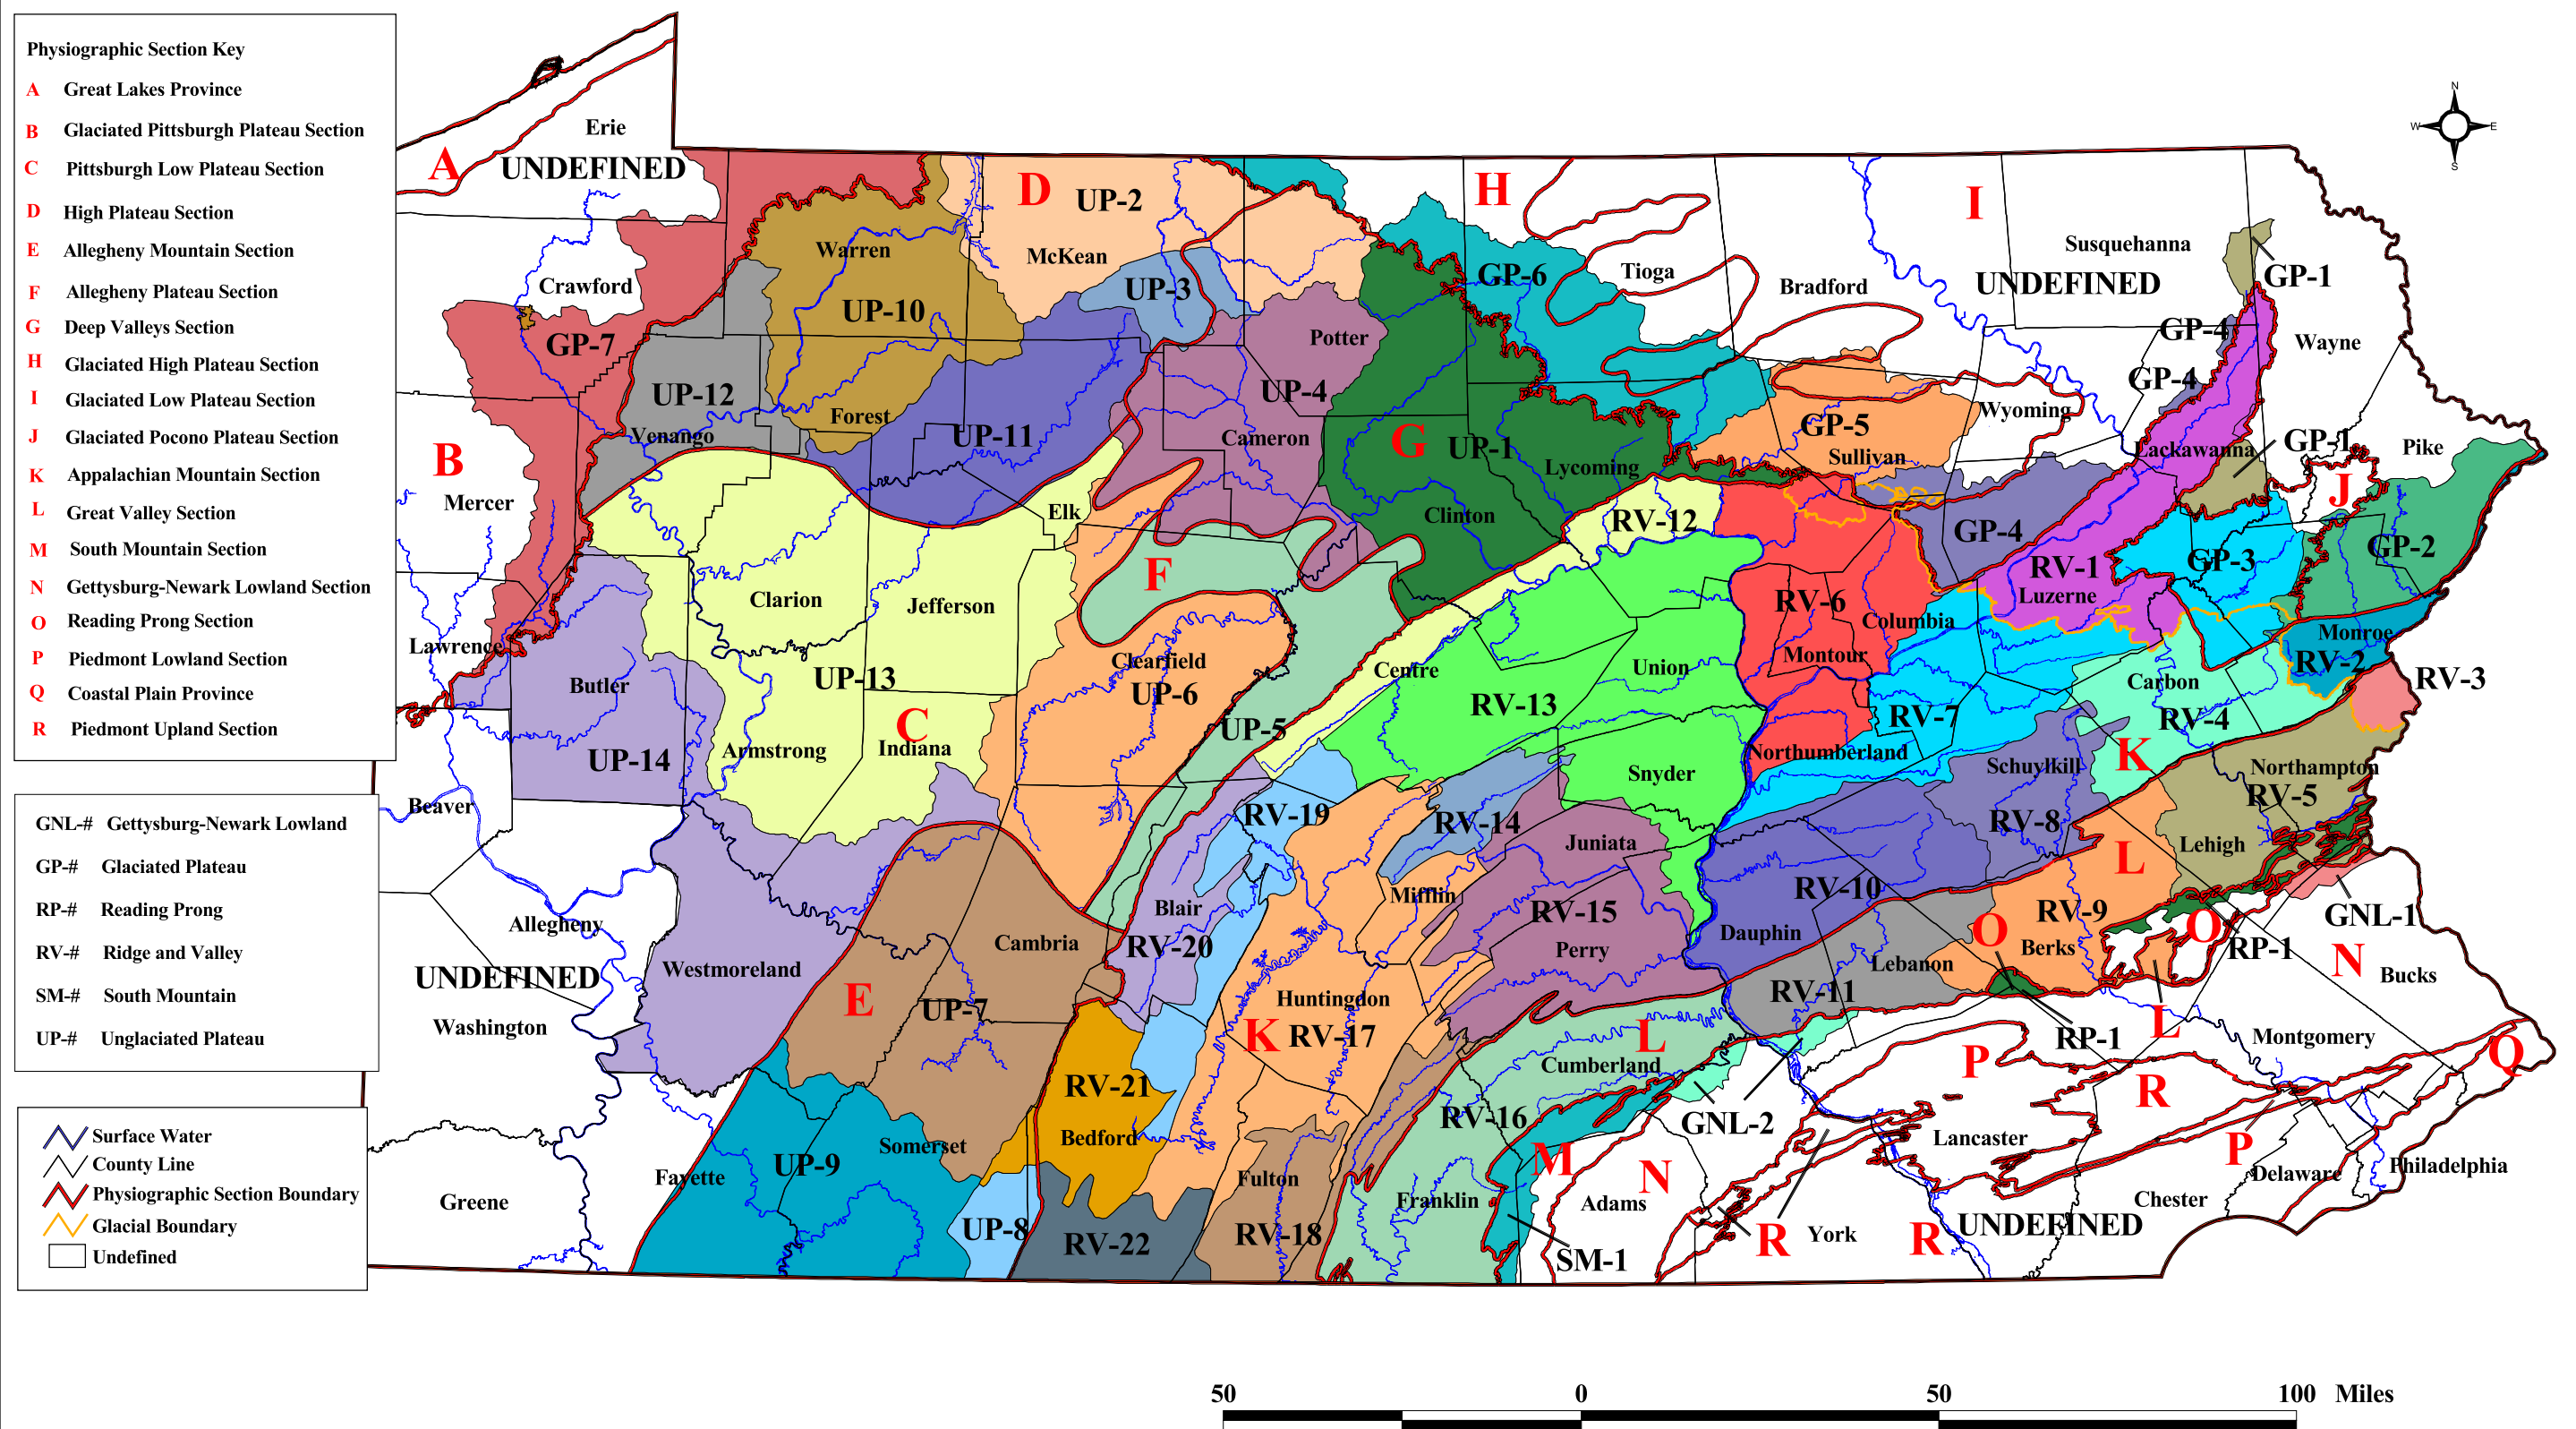 Physiographic Section Key
A Great Lakes Province
B Glaciated Pittsburgh Plateau Section
C Pittsburgh Low Plateau Section
D High Plateau Section
E Allegheny Mountain Section
F Allegheny Plateau Section
G Deep Valleys Section
H Glaciated High Plateau Section
I Glaciated Low Plateau Section
J Glaciated Pocono Plateau Section
K Appalachian Mountain Section
L Great Valley Section
M South Mountain Section
N Gettysburg-Newark Lowland Section
O Reading Prong Section
P Piedmont Lowland Section
Q Coastal Plain Province
R Piedmont Upland Section
GNL-# Gettysburg-Newark Lowland
GP-# Glaciated Plateau
RP-# Reading Prong
RV-# Ridge and Valley
SM-# South Mountain
UP-# Unglaciated Plateau
Surface Water
County Line
Physiographic Section Boundary
Glacial Boundary
Undefined
N
W E
S
Erie
A
UNDEFINED
D
UP-2
H
I
Warren
McKean
Susquehanna
Crawford
UP-3
GP-6
Tioga
Bradford
UNDEFINED
GP-1
UP-10
GP-7
Potter
GP-4
Wayne
UP-12
UP-4
GP-4
Forest
Wyoming
Venango
UP-11
Cameron
G
UP-1
GP-5
GP-1
B
Lycoming
Sullivan
Lackawanna
Pike
Mercer
J
Elk
Clinton
RV-12
GP-4
F
GP-2
GP-3
RV-1
Clarion
Jefferson
RV-6
Luzerne
Columbia
Lawrence
Monroe
Clearfield
Centre
Union
Montour
RV-2
Butler
UP-13
UP-6
RV-13
Carbon
RV-3
C
UP-5
RV-7
RV-4
Armstrong
Indiana
Northumberland
K
UP-14
Snyder
Schuylkill
Northampton
RV-5
Beaver
RV-19
RV-14
RV-8
Juniata
Lehigh
L
Mifflin
RV-10
Allegheny
Blair
RV-15
RV-9
GNL-1
Cambria
RV-20
Perry
Dauphin
O
Berks
O
RP-1
N
UNDEFINED
Westmoreland
Lebanon
Bucks
E
UP-7
Huntingdon
RV-11
Washington
K
RV-17
L
RP-1
L
Montgomery
Cumberland
P
Q
RV-21
R
RV-16
GNL-2
Bedford
Somerset
Lancaster
P
UP-9
M
N
Fayette
Fulton
Delaware
Philadelphia
Greene
Franklin
Adams
Chester
UP-8
RV-22
RV-18
R
York
R
UNDEFINED
SM-1
50 0 50 100 Miles